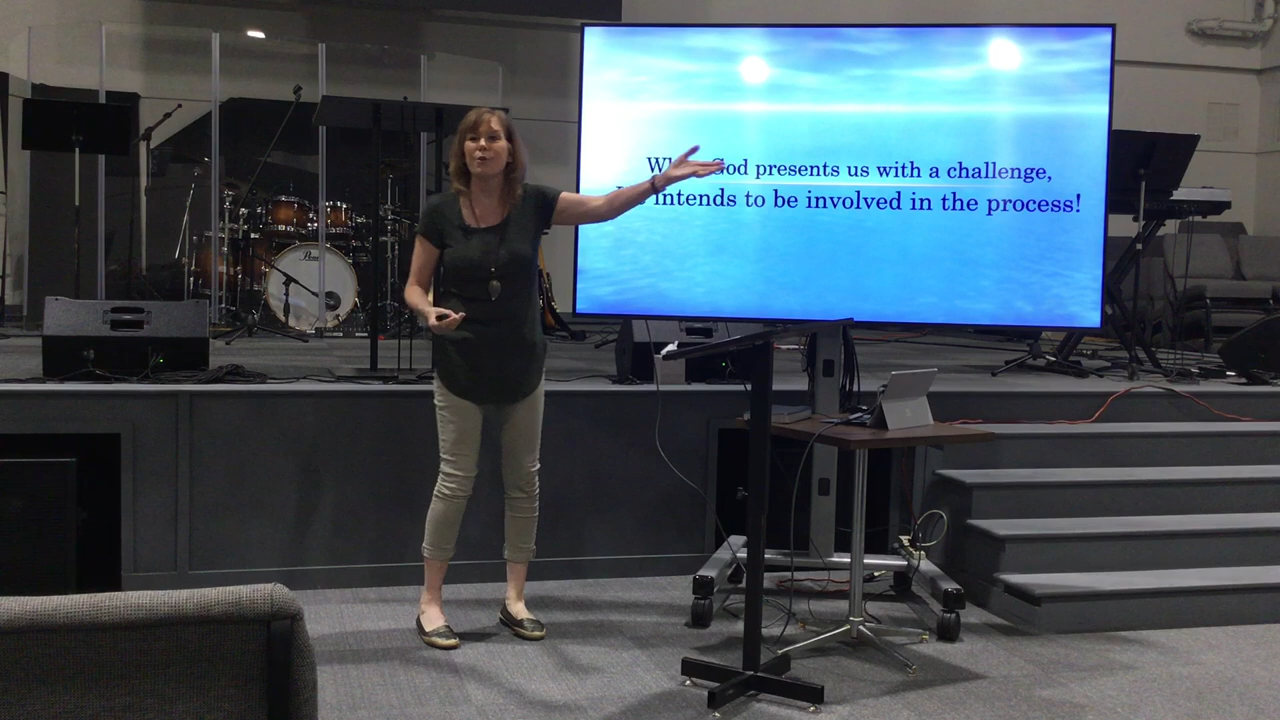 God presents us with a challenge,
intends to be involved in the process!
Pearl